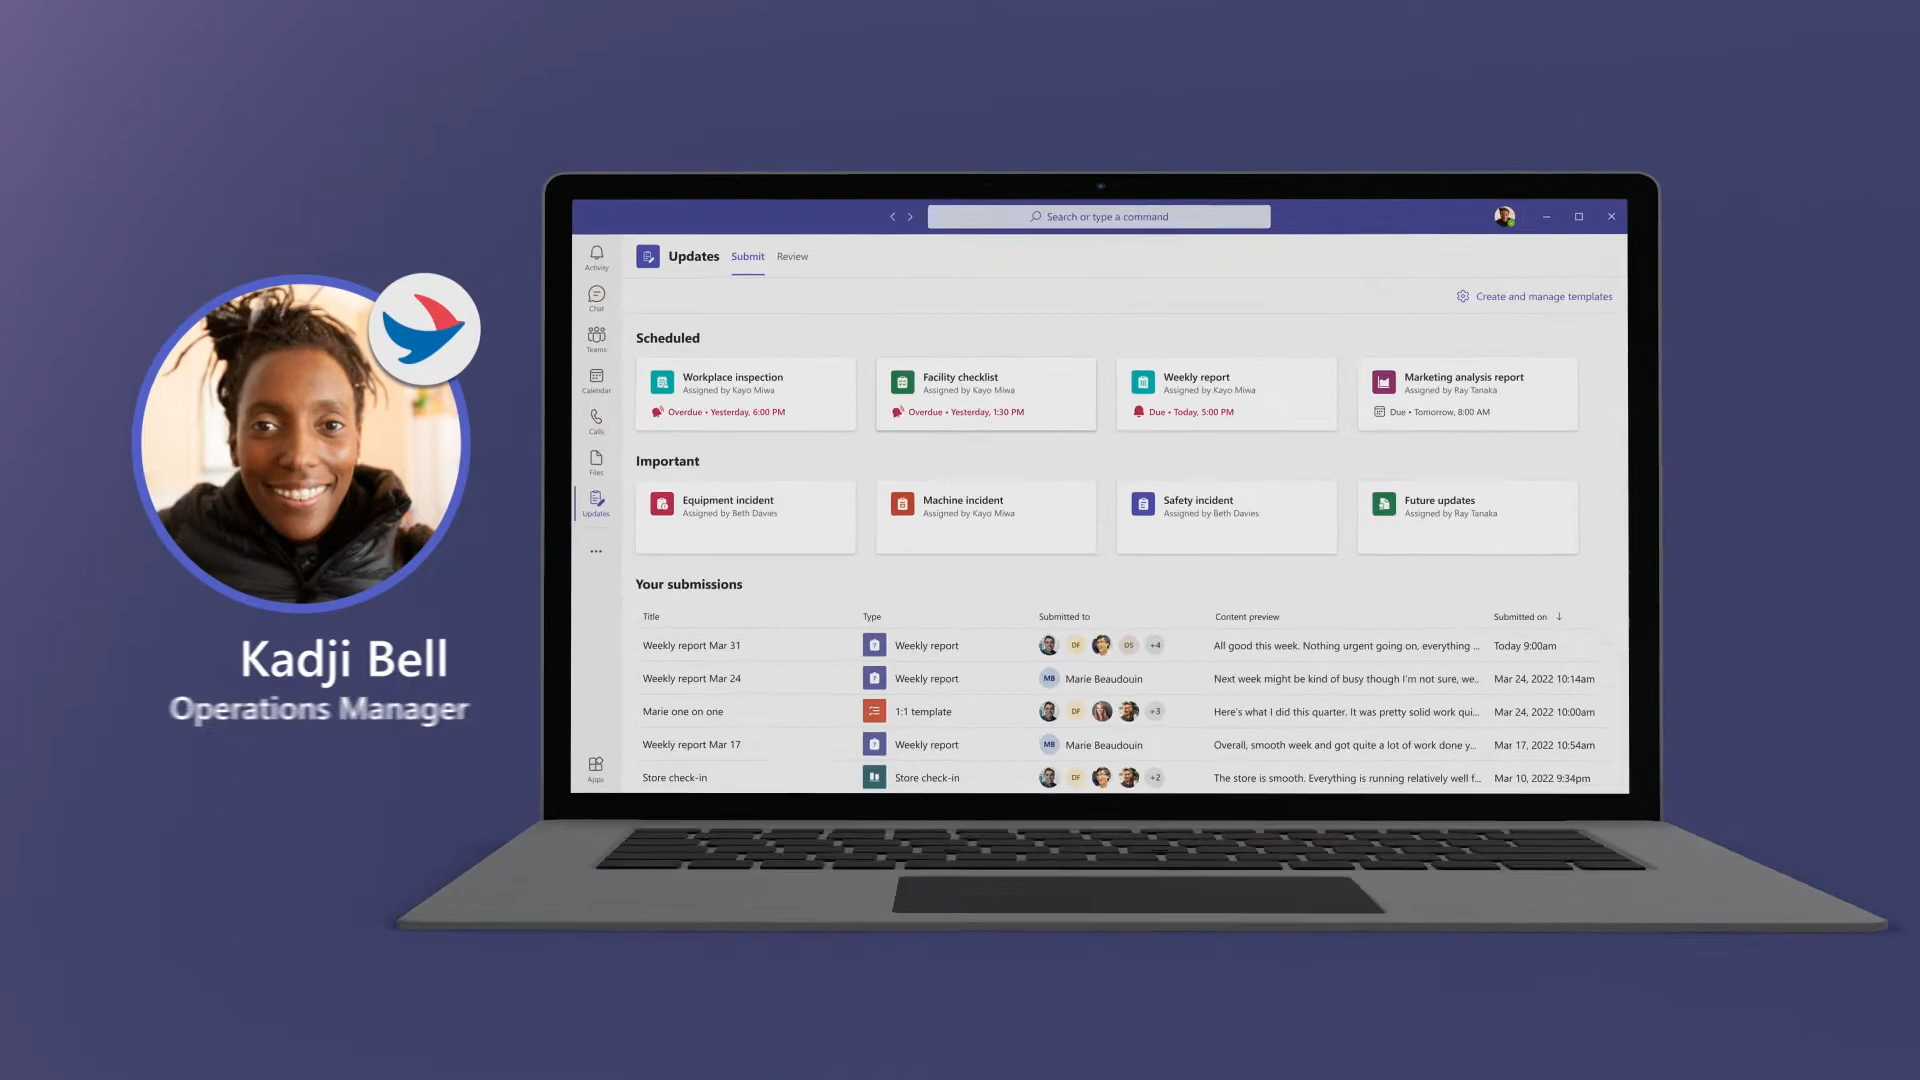 Search or type a command
Activity
Chat
Teams
Calendar
Calls
Files
Updates
Apps
Updates Submit Review
Create and manage templates
Scheduled
Workplace inspection
Assigned by Kayo Miwa
Overdue • Yesterday, 6:00 PM
Facility checklist
Assigned by Kayo Miwa
Overdue • Yesterday, 1:30 PM
Weekly report
Assigned by Kayo Miwa
Due • Today, 5:00 PM
Marketing analysis report
Assigned by Ray Tanaka
Due • Tomorrow, 8:00 AM
Important
Equipment incident
Assigned by Beth Davies
Machine incident
Assigned by Kayo Miwa
Safety incident
Assigned by Beth Davies
Future updates
Assigned by Ray Tanaka
Your submissions
Title Type Submitted to Content preview Submitted on ↓
Weekly report Mar 31 Weekly report DF DS +4 All good this week. Nothing urgent going on, everything ... Today 9:00am
Weekly report Mar 24 Weekly report MB Marie Beaudouin Next week might be kind of busy though I'm not sure, we.. Mar 24, 2022 10:14am
Marie one on one 1:1 template DF +3 Here's what I did this quarter. It was pretty solid work qui... Mar 24, 2022 10:00am
Weekly report Mar 17 Weekly report MB Marie Beaudouin Overall, smooth week and got quite a lot of work done y... Mar 17, 2022 10:54am
Store check-in Store check-in DF +2 The store is smooth. Everything is running relatively well f... Mar 10, 2022 9:34pm
Kadji Bell
Operations Manager